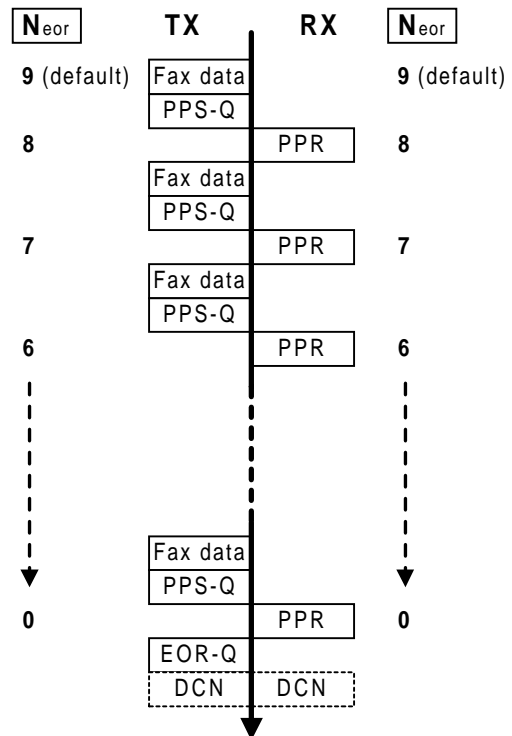 Neor TX RX Neor
9 (default) Fax data 9 (default)
PPS-Q
8 PPR 8
Fax data
PPS-Q
7 PPR 7
Fax data
PPS-Q
6 PPR 6
Fax data
PPS-Q
0 PPR 0
EOR-Q
DCN DCN